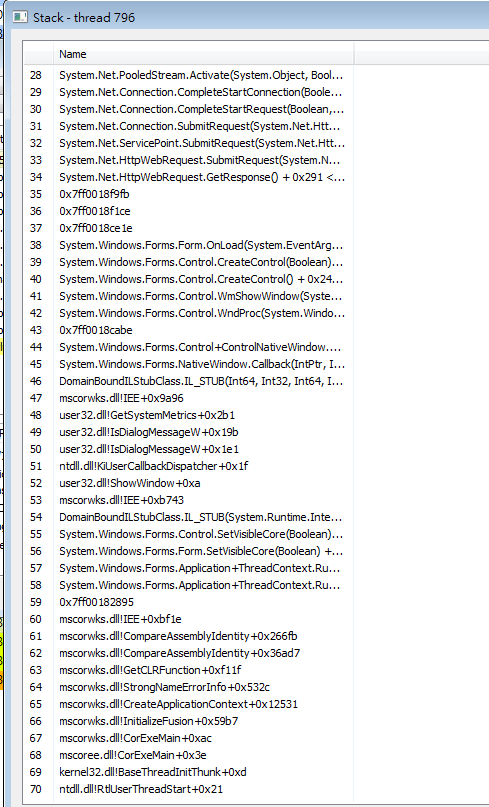 Stack - thread 796
Name
28 System.Net.PooledStream.Activate(System.Object, Bool...
29 System.Net.Connection.CompleteStartConnection(Boole...
30 System.Net.Connection.CompleteStartRequest(Boolean,...
31 System.Net.Connection.SubmitRequest(System.Net.Htt...
32 System.Net.ServicePoint.SubmitRequest(System.Net.Htt...
33 System.Net.HttpWebRequest.SubmitRequest(System.N...
34 System.Net.HttpWebRequest.GetResponse() + 0x291 <...
35 0x7ff0018f9fb
36 0x7ff0018f1ce
37 0x7ff0018ce1e
38 System.Windows.Forms.Form.OnLoad(System.EventArg...
39 System.Windows.Forms.Control.CreateControl(Boolean)...
40 System.Windows.Forms.Control.CreateControl() + 0x24...
41 System.Windows.Forms.Control.WmShowWindow(Syste...
42 System.Windows.Forms.Control.WndProc(System.Windo...
43 0x7ff0018cabe
44 System.Windows.Forms.Control+ControlNativeWindow....
45 System.Windows.Forms.NativeWindow.Callback(IntPtr, I...
46 DomainBoundILStubClass.IL_STUB(Int64, Int32, Int64, I...
47 mscorwks.dll!IEE+0x9a96
48 user32.dll!GetSystemMetrics+0x2b1
49 user32.dll!IsDialogMessageW+0x19b
50 user32.dll!IsDialogMessageW+0x1e1
51 ntdll.dll!KiUserCallbackDispatcher+0x1f
52 user32.dll!ShowWindow+0xa
53 mscorwks.dll!IEE+0xb743
54 DomainBoundILStubClass.IL_STUB(System.Runtime.Inte...
55 System.Windows.Forms.Control.SetVisibleCore(Boolean)...
56 System.Windows.Forms.Form.SetVisibleCore(Boolean) +...
57 System.Windows.Forms.Application+ThreadContext.Ru...
58 System.Windows.Forms.Application+ThreadContext.Ru...
59 0x7ff00182895
60 mscorwks.dll!IEE+0xbf1e
61 mscorwks.dll!CompareAssemblyIdentity+0x266fb
62 mscorwks.dll!CompareAssemblyIdentity+0x36ad7
63 mscorwks.dll!GetCLRFunction+0xf11f
64 mscorwks.dll!StrongNameErrorInfo+0x532c
65 mscorwks.dll!CreateApplicationContext+0x12531
66 mscorwks.dll!InitializeFusion+0x59b7
67 mscorwks.dll!CorExeMain+0xac
68 mscoree.dll!CorExeMain+0x3e
69 kernel32.dll!BaseThreadInitThunk+0xd
70 ntdll.dll!RtlUserThreadStart+0x21